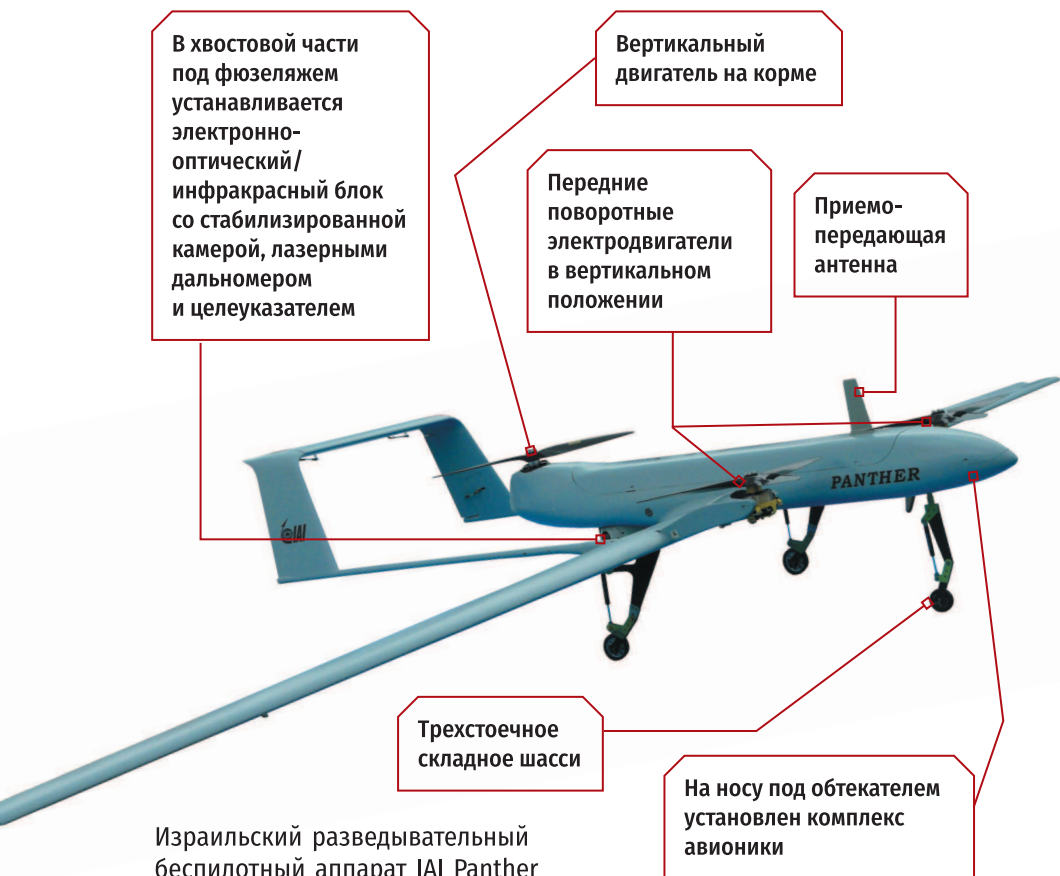 В хвостовой части
под фюзеляжем
устанавливается
электронно-
оптический/
инфракрасный блок
со стабилизированной
камерой, лазерными
дальномером
и целеуказателем
Вертикальный
двигатель на корме
Передние
поворотные
электродвигатели
в вертикальном
положении
Приемо-
передающая
антенна
PANTHER
IAI
Трехстоечное
складное шасси
На носу под обтекателем
установлен комплекс
авионики
Израильский разведывательный
беспилотный аппарат IAI Panther